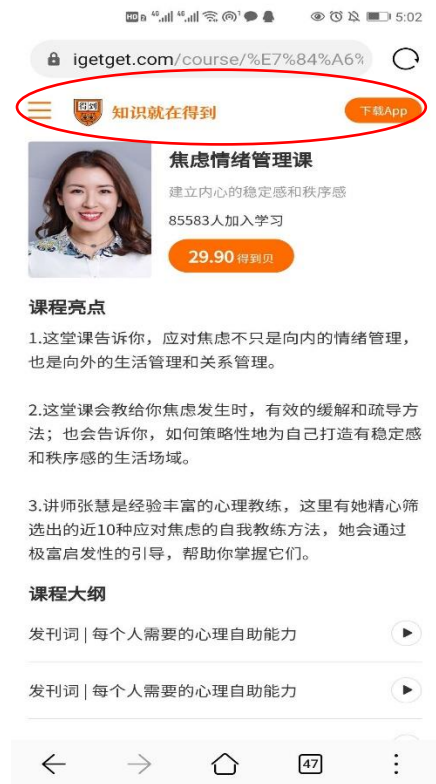 5:02
igetget.com/course/%E7%84%A6%
得到
知识就在得到
下载App
焦虑情绪管理课
建立内心的稳定感和秩序感
85583人加入学习
29.90 得到贝
课程亮点
1.这堂课告诉你，应对焦虑不只是向内的情绪管理，
也是向外的生活管理和关系管理。
2.这堂课会教给你焦虑发生时，有效的缓解和疏导方
法；也会告诉你，如何策略性地为自己打造有稳定感
和秩序感的生活场域。
3.讲师张慧是经验丰富的心理教练，这里有她精心筛
选出的近10种应对焦虑的自我教练方法，她会通过
极富启发性的引导，帮助你掌握它们。
课程大纲
发刊词 | 每个人需要的心理自助能力
发刊词 | 每个人需要的心理自助能力
47